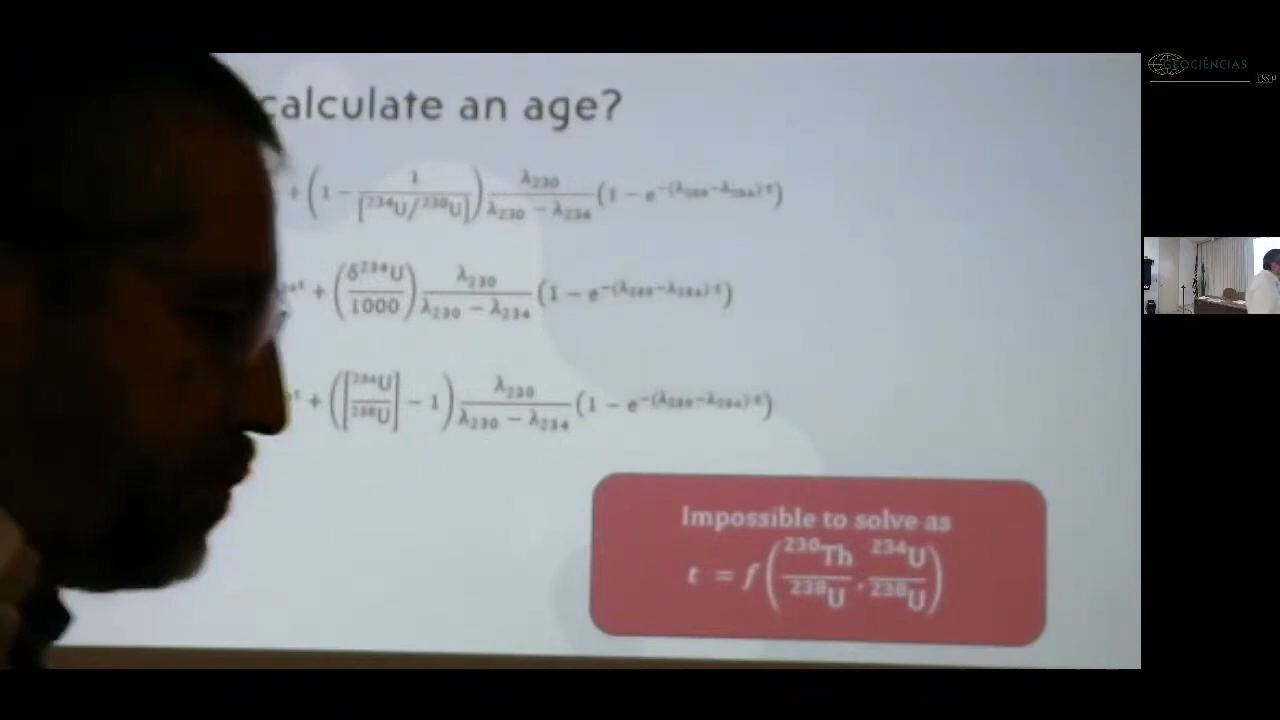 calculate an age?
+ (1 − 1/[²³⁴U/²³⁸U]) λ₂₃₀/(λ₂₃₀ − λ₂₃₄) (1 − e^−(λ₂₃₀−λ₂₃₄)·t)
+ (δ²³⁴U/1000) λ₂₃₀/(λ₂₃₀ − λ₂₃₄) (1 − e^−(λ₂₃₀−λ₂₃₄)·t)
+ ([²³⁴U/²³⁸U] − 1) λ₂₃₀/(λ₂₃₀ − λ₂₃₄) (1 − e^−(λ₂₃₀−λ₂₃₄)·t)
Impossible to solve as
t = f(²³⁰Th/²³⁸U, ²³⁴U/²³⁸U)
GEOCIÊNCIAS